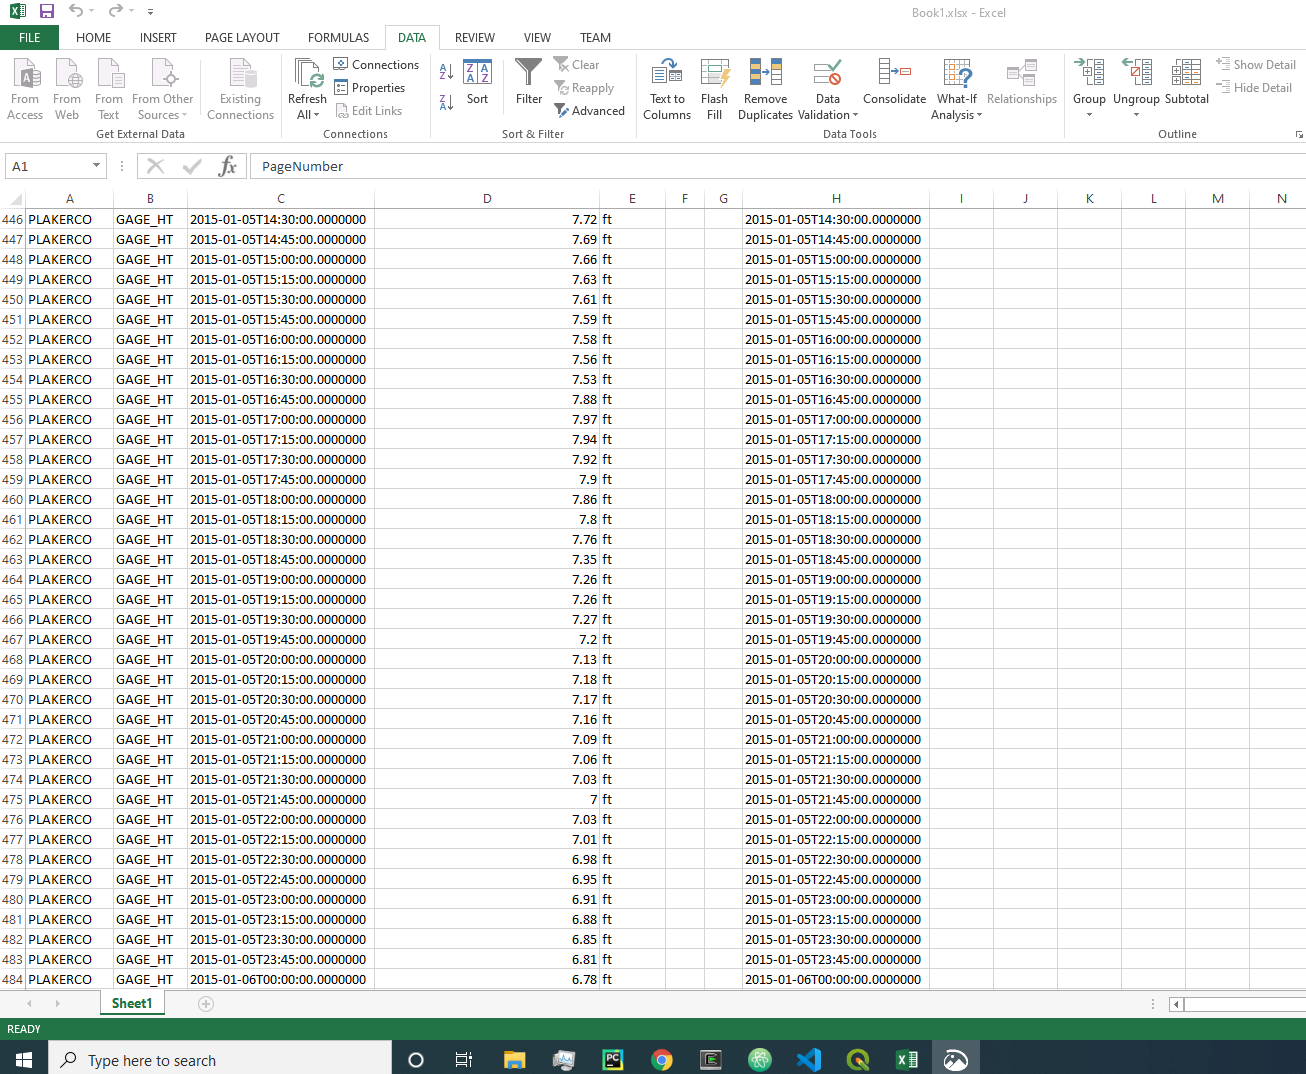 Book1.xlsx - Excel
FILE HOME INSERT PAGE LAYOUT FORMULAS DATA REVIEW VIEW TEAM
From Access
From Web
From Text
From Other Sources
Existing Connections
Get External Data
Refresh All
Connections
Properties
Edit Links
Connections
A Z
Z A
Z A A Z
Sort
Filter
Clear
Reapply
Advanced
Sort & Filter
Text to Columns
Flash Fill
Remove Duplicates
Data Validation
Consolidate
What-If Analysis
Relationships
Data Tools
Group
Ungroup
Subtotal
Show Detail
Hide Detail
Outline
A1 fx PageNumber
A B C D E F G H I J K L M N
446 PLAKERCO GAGE_HT 2015-01-05T14:30:00.0000000 7.72 ft 2015-01-05T14:30:00.0000000
447 PLAKERCO GAGE_HT 2015-01-05T14:45:00.0000000 7.69 ft 2015-01-05T14:45:00.0000000
448 PLAKERCO GAGE_HT 2015-01-05T15:00:00.0000000 7.66 ft 2015-01-05T15:00:00.0000000
449 PLAKERCO GAGE_HT 2015-01-05T15:15:00.0000000 7.63 ft 2015-01-05T15:15:00.0000000
450 PLAKERCO GAGE_HT 2015-01-05T15:30:00.0000000 7.61 ft 2015-01-05T15:30:00.0000000
451 PLAKERCO GAGE_HT 2015-01-05T15:45:00.0000000 7.59 ft 2015-01-05T15:45:00.0000000
452 PLAKERCO GAGE_HT 2015-01-05T16:00:00.0000000 7.58 ft 2015-01-05T16:00:00.0000000
453 PLAKERCO GAGE_HT 2015-01-05T16:15:00.0000000 7.56 ft 2015-01-05T16:15:00.0000000
454 PLAKERCO GAGE_HT 2015-01-05T16:30:00.0000000 7.53 ft 2015-01-05T16:30:00.0000000
455 PLAKERCO GAGE_HT 2015-01-05T16:45:00.0000000 7.88 ft 2015-01-05T16:45:00.0000000
456 PLAKERCO GAGE_HT 2015-01-05T17:00:00.0000000 7.97 ft 2015-01-05T17:00:00.0000000
457 PLAKERCO GAGE_HT 2015-01-05T17:15:00.0000000 7.94 ft 2015-01-05T17:15:00.0000000
458 PLAKERCO GAGE_HT 2015-01-05T17:30:00.0000000 7.92 ft 2015-01-05T17:30:00.0000000
459 PLAKERCO GAGE_HT 2015-01-05T17:45:00.0000000 7.9 ft 2015-01-05T17:45:00.0000000
460 PLAKERCO GAGE_HT 2015-01-05T18:00:00.0000000 7.86 ft 2015-01-05T18:00:00.0000000
461 PLAKERCO GAGE_HT 2015-01-05T18:15:00.0000000 7.8 ft 2015-01-05T18:15:00.0000000
462 PLAKERCO GAGE_HT 2015-01-05T18:30:00.0000000 7.76 ft 2015-01-05T18:30:00.0000000
463 PLAKERCO GAGE_HT 2015-01-05T18:45:00.0000000 7.35 ft 2015-01-05T18:45:00.0000000
464 PLAKERCO GAGE_HT 2015-01-05T19:00:00.0000000 7.26 ft 2015-01-05T19:00:00.0000000
465 PLAKERCO GAGE_HT 2015-01-05T19:15:00.0000000 7.26 ft 2015-01-05T19:15:00.0000000
466 PLAKERCO GAGE_HT 2015-01-05T19:30:00.0000000 7.27 ft 2015-01-05T19:30:00.0000000
467 PLAKERCO GAGE_HT 2015-01-05T19:45:00.0000000 7.2 ft 2015-01-05T19:45:00.0000000
468 PLAKERCO GAGE_HT 2015-01-05T20:00:00.0000000 7.13 ft 2015-01-05T20:00:00.0000000
469 PLAKERCO GAGE_HT 2015-01-05T20:15:00.0000000 7.18 ft 2015-01-05T20:15:00.0000000
470 PLAKERCO GAGE_HT 2015-01-05T20:30:00.0000000 7.17 ft 2015-01-05T20:30:00.0000000
471 PLAKERCO GAGE_HT 2015-01-05T20:45:00.0000000 7.16 ft 2015-01-05T20:45:00.0000000
472 PLAKERCO GAGE_HT 2015-01-05T21:00:00.0000000 7.09 ft 2015-01-05T21:00:00.0000000
473 PLAKERCO GAGE_HT 2015-01-05T21:15:00.0000000 7.06 ft 2015-01-05T21:15:00.0000000
474 PLAKERCO GAGE_HT 2015-01-05T21:30:00.0000000 7.03 ft 2015-01-05T21:30:00.0000000
475 PLAKERCO GAGE_HT 2015-01-05T21:45:00.0000000 7 ft 2015-01-05T21:45:00.0000000
476 PLAKERCO GAGE_HT 2015-01-05T22:00:00.0000000 7.03 ft 2015-01-05T22:00:00.0000000
477 PLAKERCO GAGE_HT 2015-01-05T22:15:00.0000000 7.01 ft 2015-01-05T22:15:00.0000000
478 PLAKERCO GAGE_HT 2015-01-05T22:30:00.0000000 6.98 ft 2015-01-05T22:30:00.0000000
479 PLAKERCO GAGE_HT 2015-01-05T22:45:00.0000000 6.95 ft 2015-01-05T22:45:00.0000000
480 PLAKERCO GAGE_HT 2015-01-05T23:00:00.0000000 6.91 ft 2015-01-05T23:00:00.0000000
481 PLAKERCO GAGE_HT 2015-01-05T23:15:00.0000000 6.88 ft 2015-01-05T23:15:00.0000000
482 PLAKERCO GAGE_HT 2015-01-05T23:30:00.0000000 6.85 ft 2015-01-05T23:30:00.0000000
483 PLAKERCO GAGE_HT 2015-01-05T23:45:00.0000000 6.81 ft 2015-01-05T23:45:00.0000000
484 PLAKERCO GAGE_HT 2015-01-06T00:00:00.0000000 6.78 ft 2015-01-06T00:00:00.0000000
Sheet1
READY
Type here to search